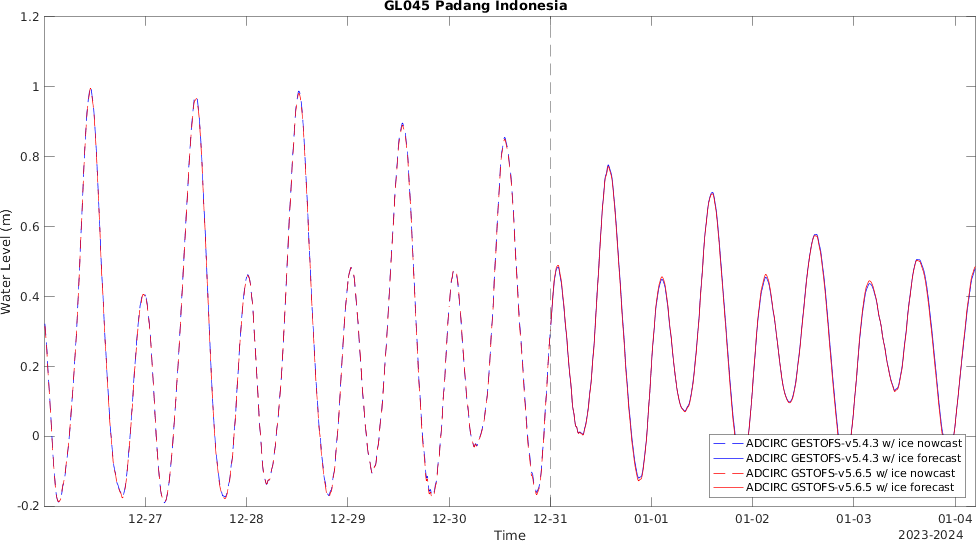 GL045 Padang Indonesia
1.2
1
0.8
0.6
0.4
0.2
0
-0.2
Water Level (m)
ADCIRC GESTOFS-v5.4.3 w/ ice nowcast
ADCIRC GESTOFS-v5.4.3 w/ ice forecast
ADCIRC GSTOFS-v5.6.5 w/ ice nowcast
ADCIRC GSTOFS-v5.6.5 w/ ice forecast
12-27 12-28 12-29 12-30 12-31 01-01 01-02 01-03 01-04
Time
2023-2024